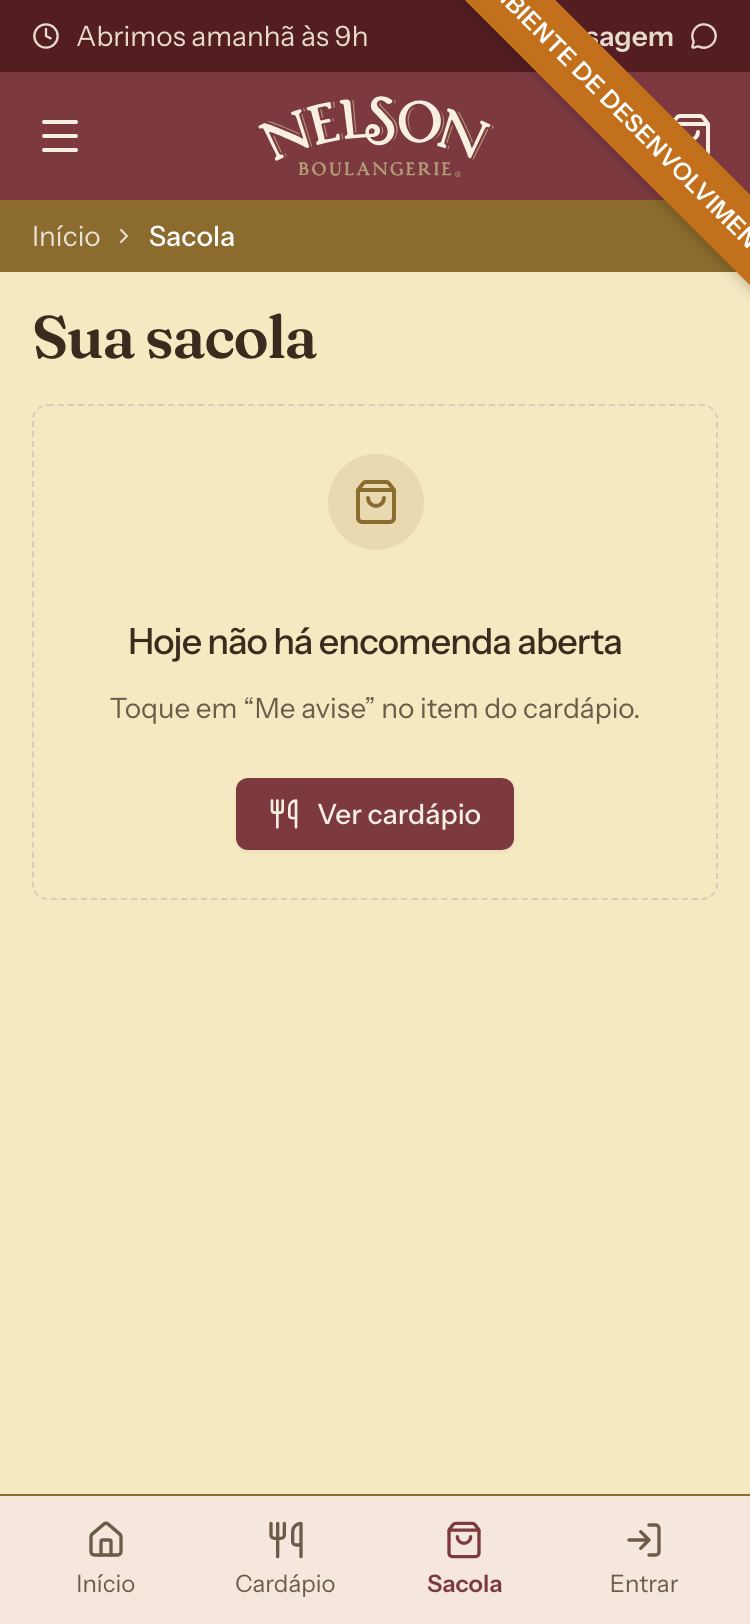 Abrimos amanhã às 9h
AMBIENTE DE DESENVOLVIMEN
NELSON
BOULANGERIE
Início
Sacola
Sua sacola
Hoje não há encomenda aberta
Toque em “Me avise” no item do cardápio.
Ver cardápio
Início
Cardápio
Sacola
Entrar